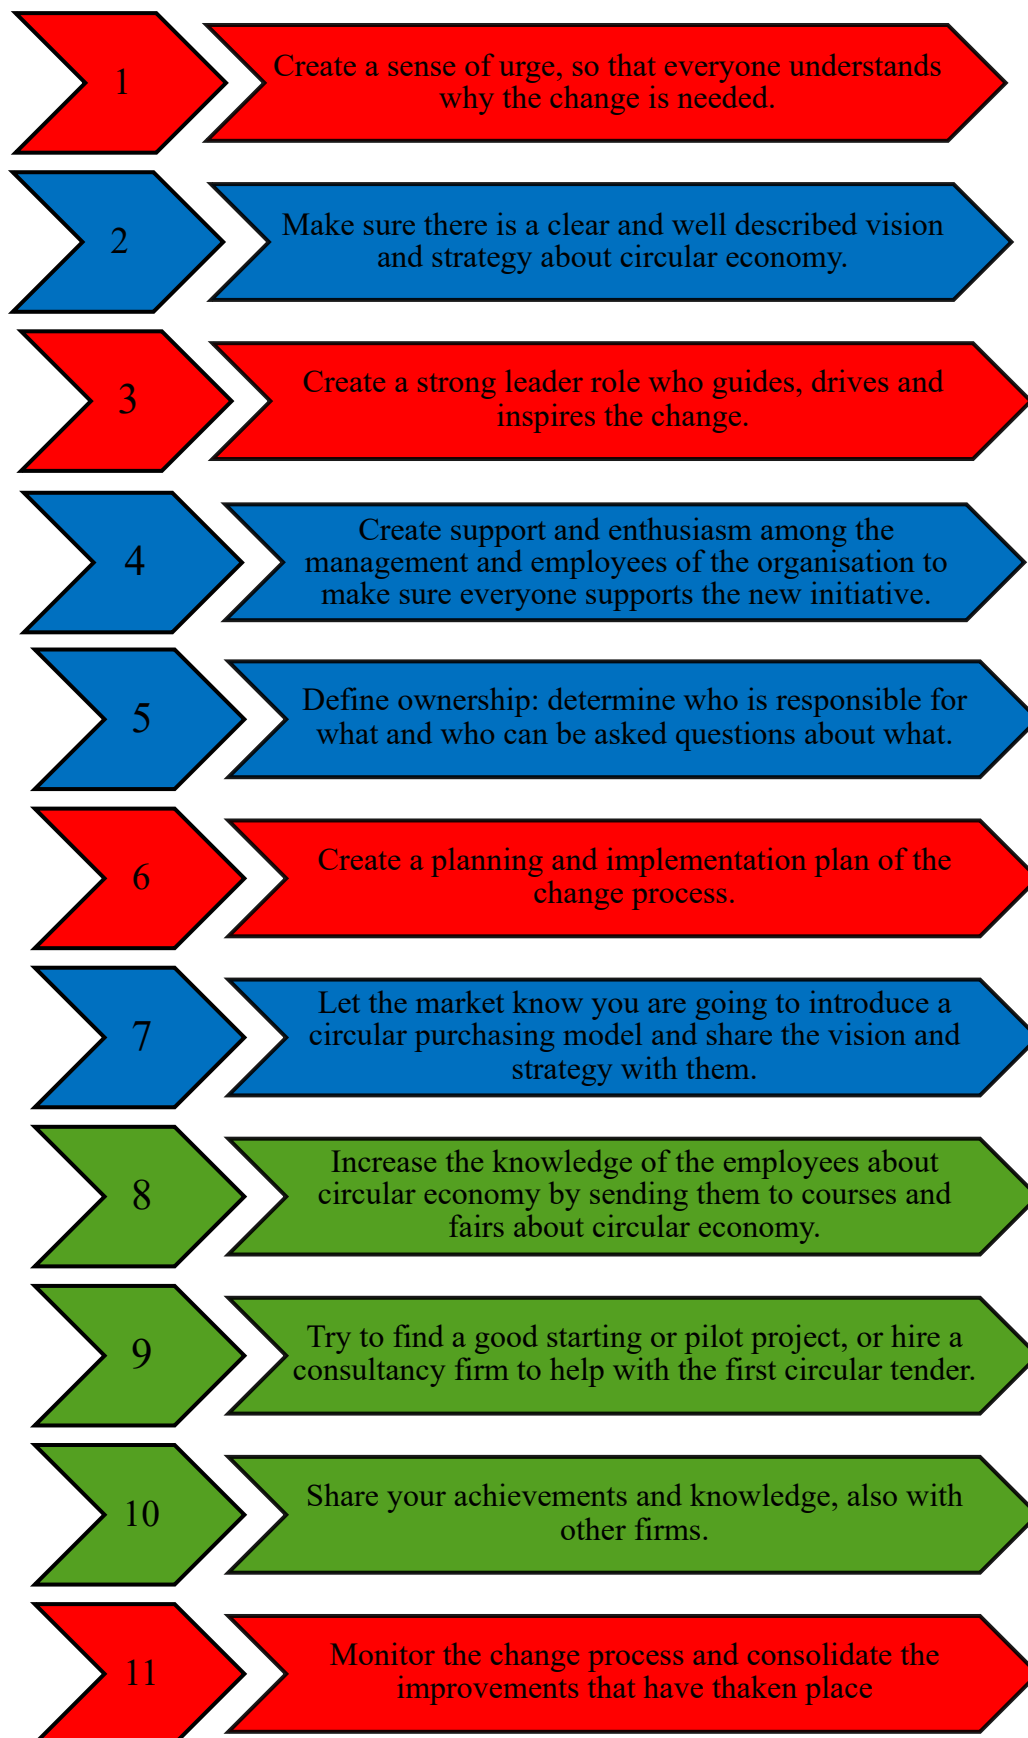 1
Create a sense of urge, so that everyone understands
why the change is needed.
2
Make sure there is a clear and well described vision
and strategy about circular economy.
3
Create a strong leader role who guides, drives and
inspires the change.
4
Create support and enthusiasm among the
management and employees of the organisation to
make sure everyone supports the new initiative.
5
Define ownership: determine who is responsible for
what and who can be asked questions about what.
6
Create a planning and implementation plan of the
change process.
7
Let the market know you are going to introduce a
circular purchasing model and share the vision and
strategy with them.
8
Increase the knowledge of the employees about
circular economy by sending them to courses and
fairs about circular economy.
9
Try to find a good starting or pilot project, or hire a
consultancy firm to help with the first circular tender.
10
Share your achievements and knowledge, also with
other firms.
11
Monitor the change process and consolidate the
improvements that have thaken place